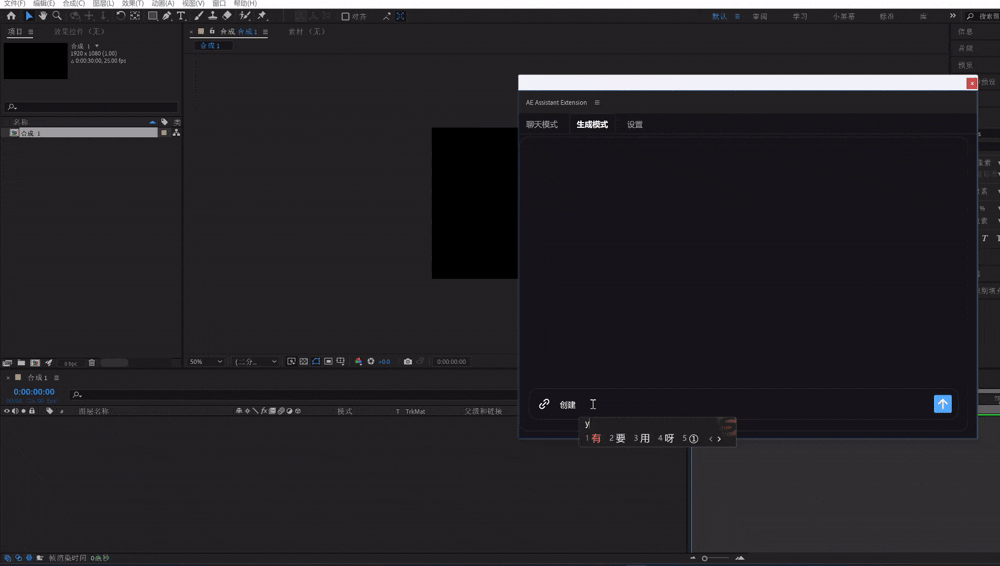 文件(F) 编辑(E) 合成(C) 图层(L) 效果(T) 动画(A) 视图(V) 窗口 帮助(H)
对齐
默认 审阅 学习 小屏幕 标准 库
项目 效果控件 (无)
合成 合成 1
素材 (无)
信息
音频
预览
合成 1
合成 1
1920 x 1080 (1.00)
Δ 0:00:30:00, 25.00 fps
名称
合成 1
AE Assistant Extension
聊天模式 生成模式 设置
创建
y
1 有 2 要 3 用 4 呀 5 ①
50%
+0.0
0:00:00:00
合成 1
0:00:00:00
图层名称
模式 T TrkMat 父级和链接
帧渲染时间 0毫秒